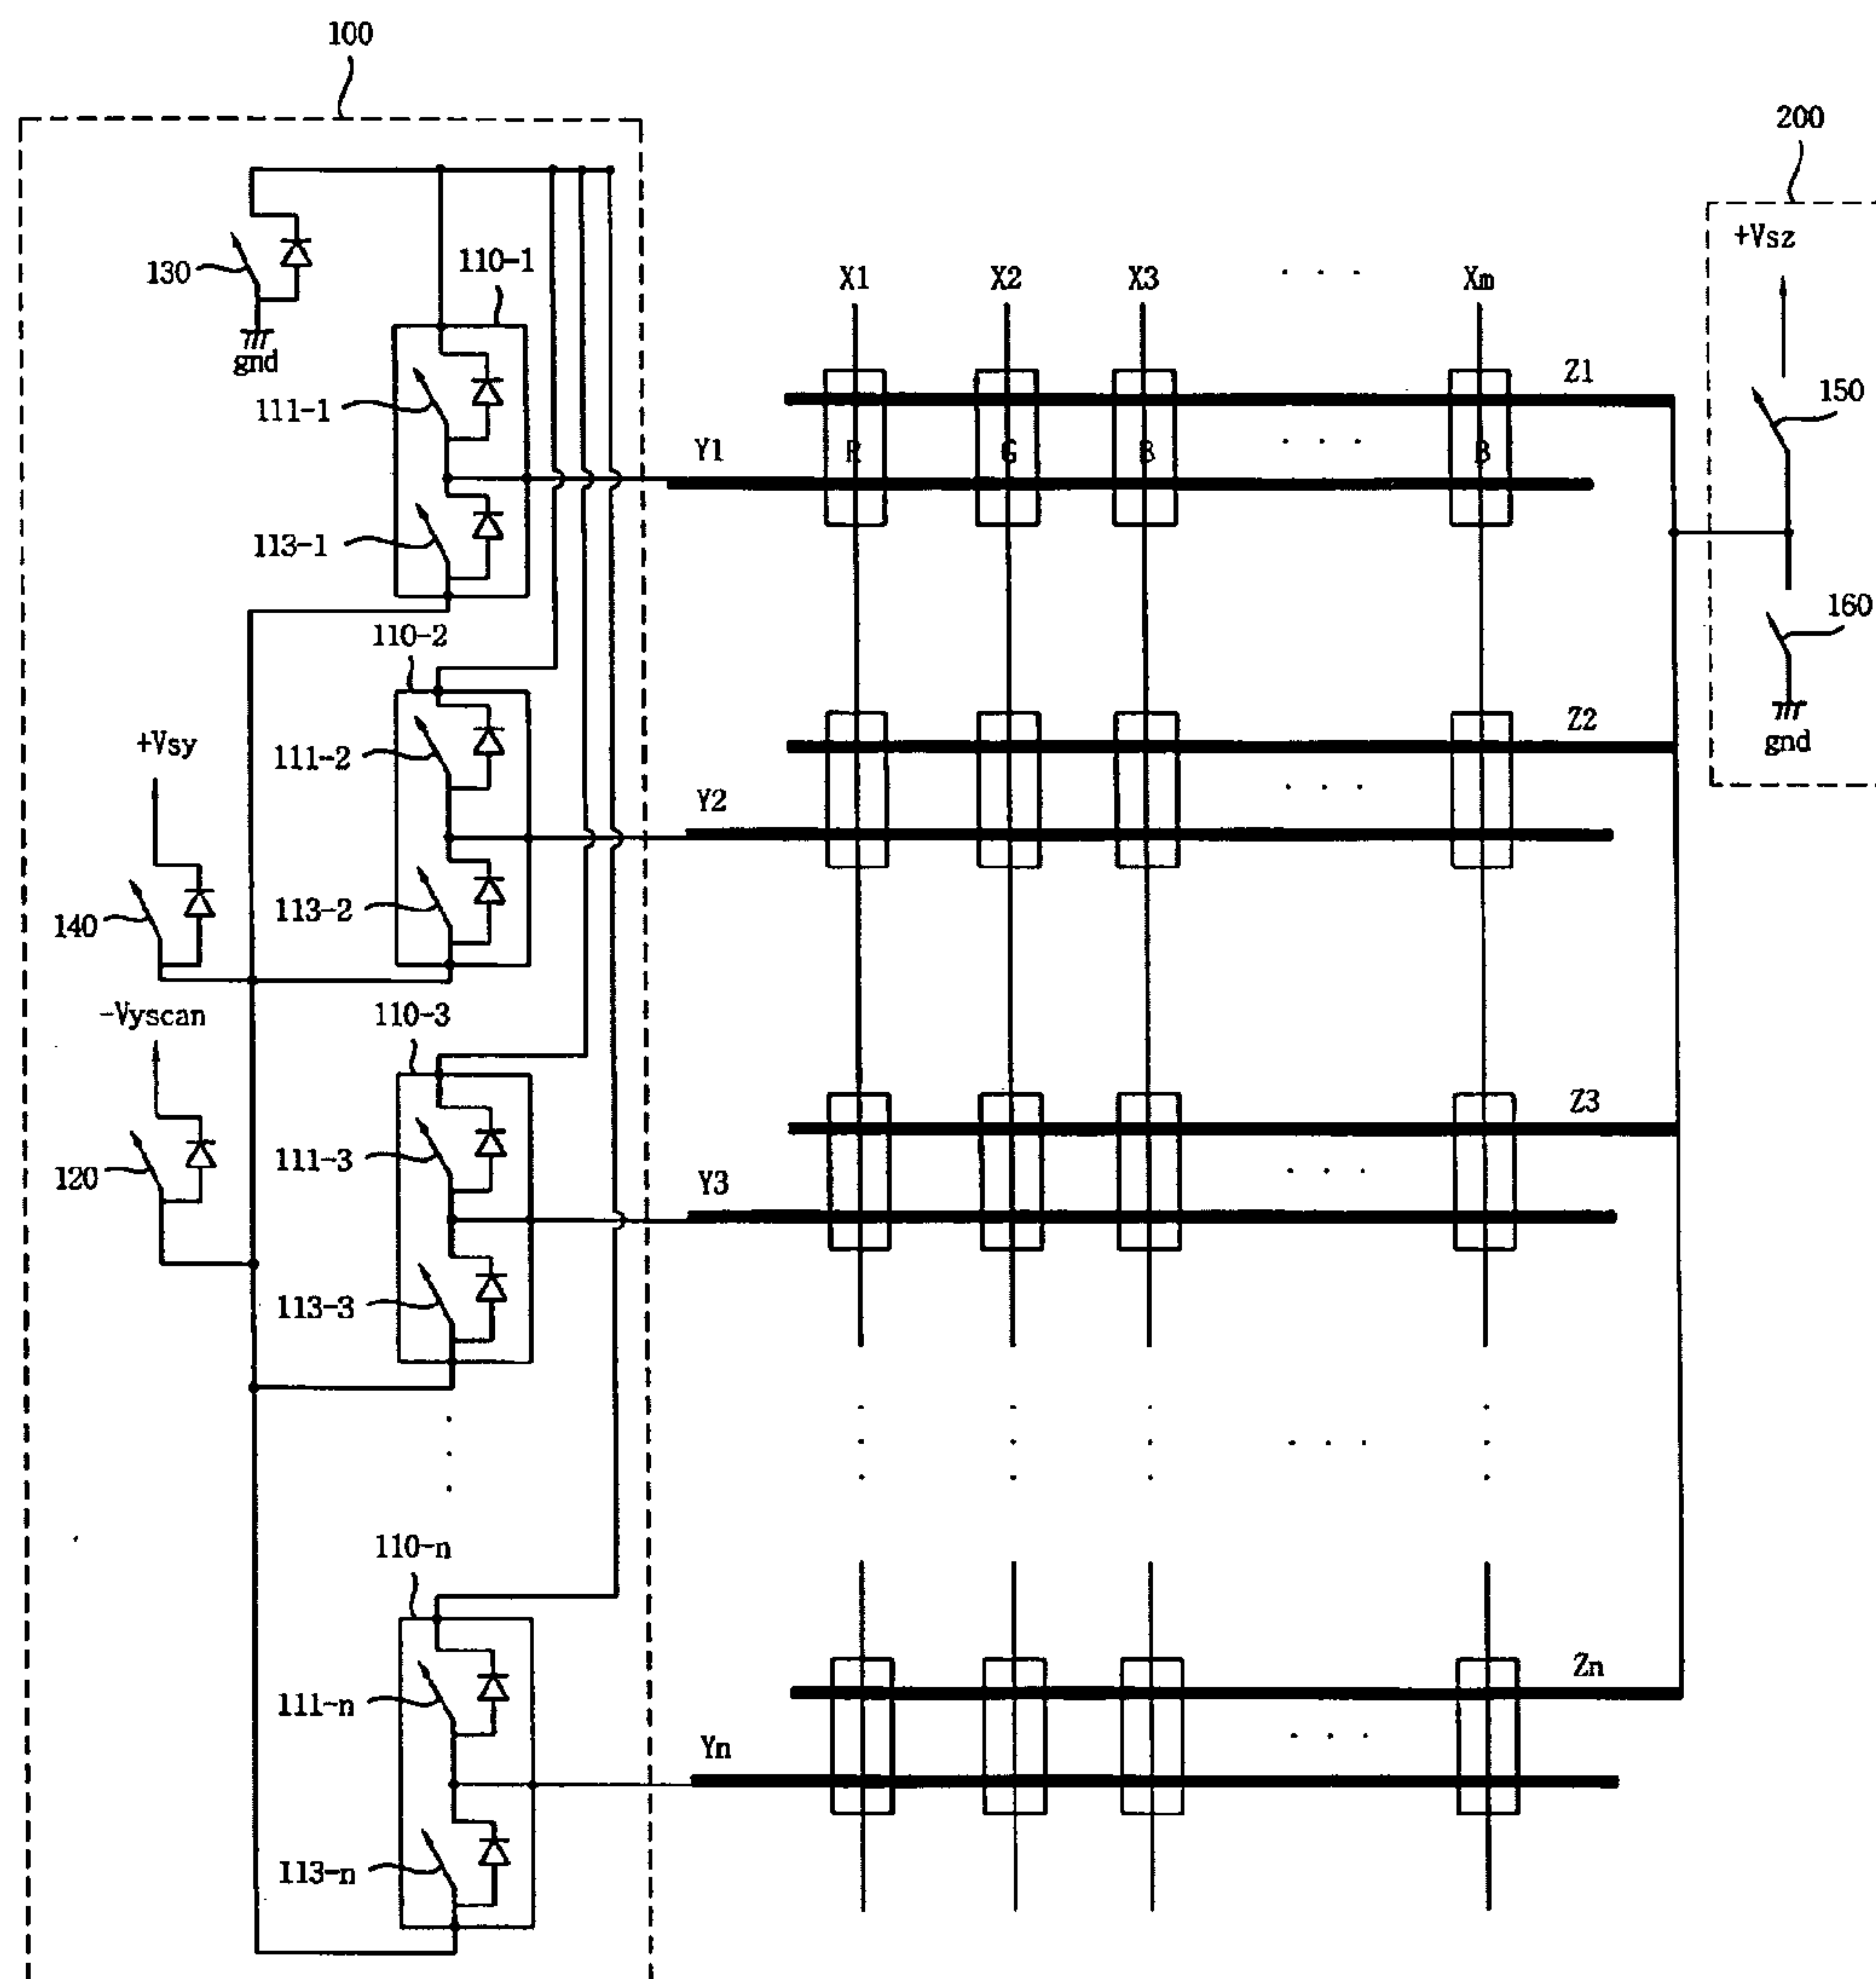 100
200
+Vsz
130
110-1
X1 X2 X3 . . . Xm
gnd
Z1
150
111-1
Y1
R G B . . . B
113-1
160
110-2
Z2
gnd
+Vsy
111-2
. . .
Y2
140
113-2
-Vyscan
110-3
Z3
120
111-3
. . .
Y3
113-3
. . .
110-n
Zn
111-n
. . .
Yn
113-n